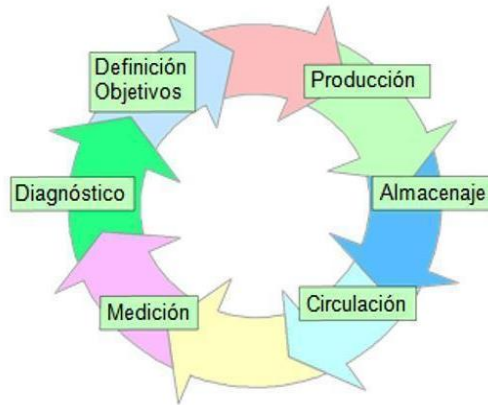 Definición
Objetivos
Producción
Almacenaje
Circulación
Medición
Diagnóstico